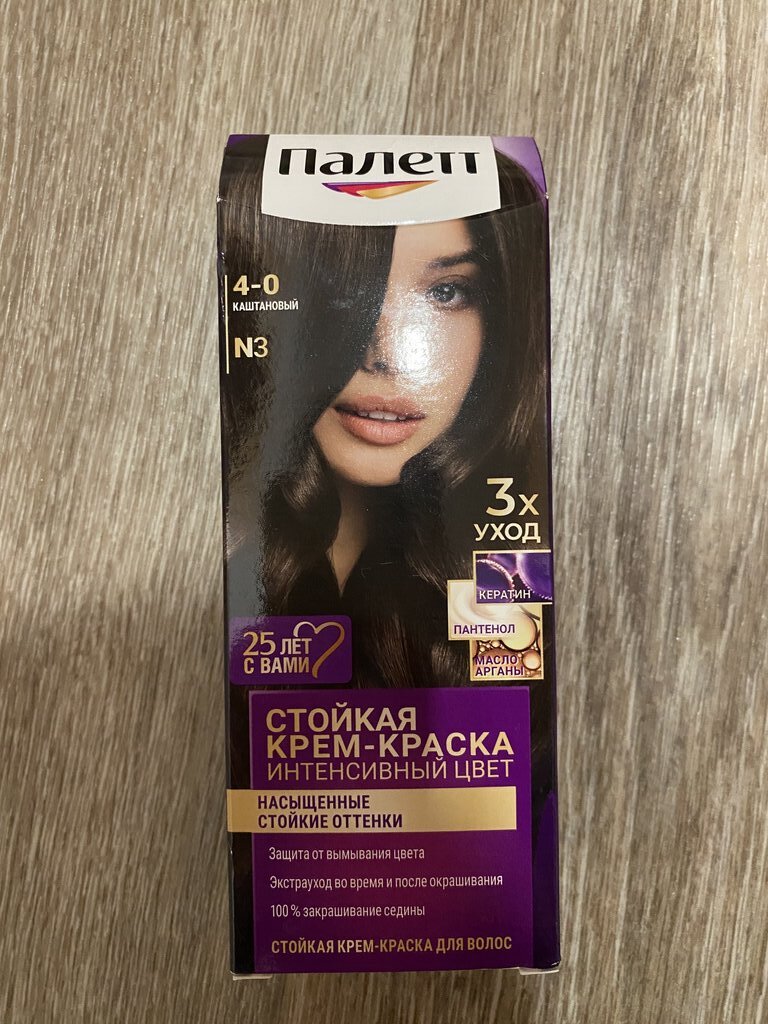 Палетт
4-0
КАШТАНОВЫЙ
N3
3х
УХОД
КЕРАТИН
ПАНТЕНОЛ
МАСЛО
АРГАНЫ
25 ЛЕТ
С ВАМИ
СТОЙКАЯ
КРЕМ-КРАСКА
ИНТЕНСИВНЫЙ ЦВЕТ
НАСЫЩЕННЫЕ
СТОЙКИЕ ОТТЕНКИ
Защита от вымывания цвета
Экстрауход во время и после окрашивания
100 % закрашивание седины
СТОЙКАЯ КРЕМ-КРАСКА ДЛЯ ВОЛОС